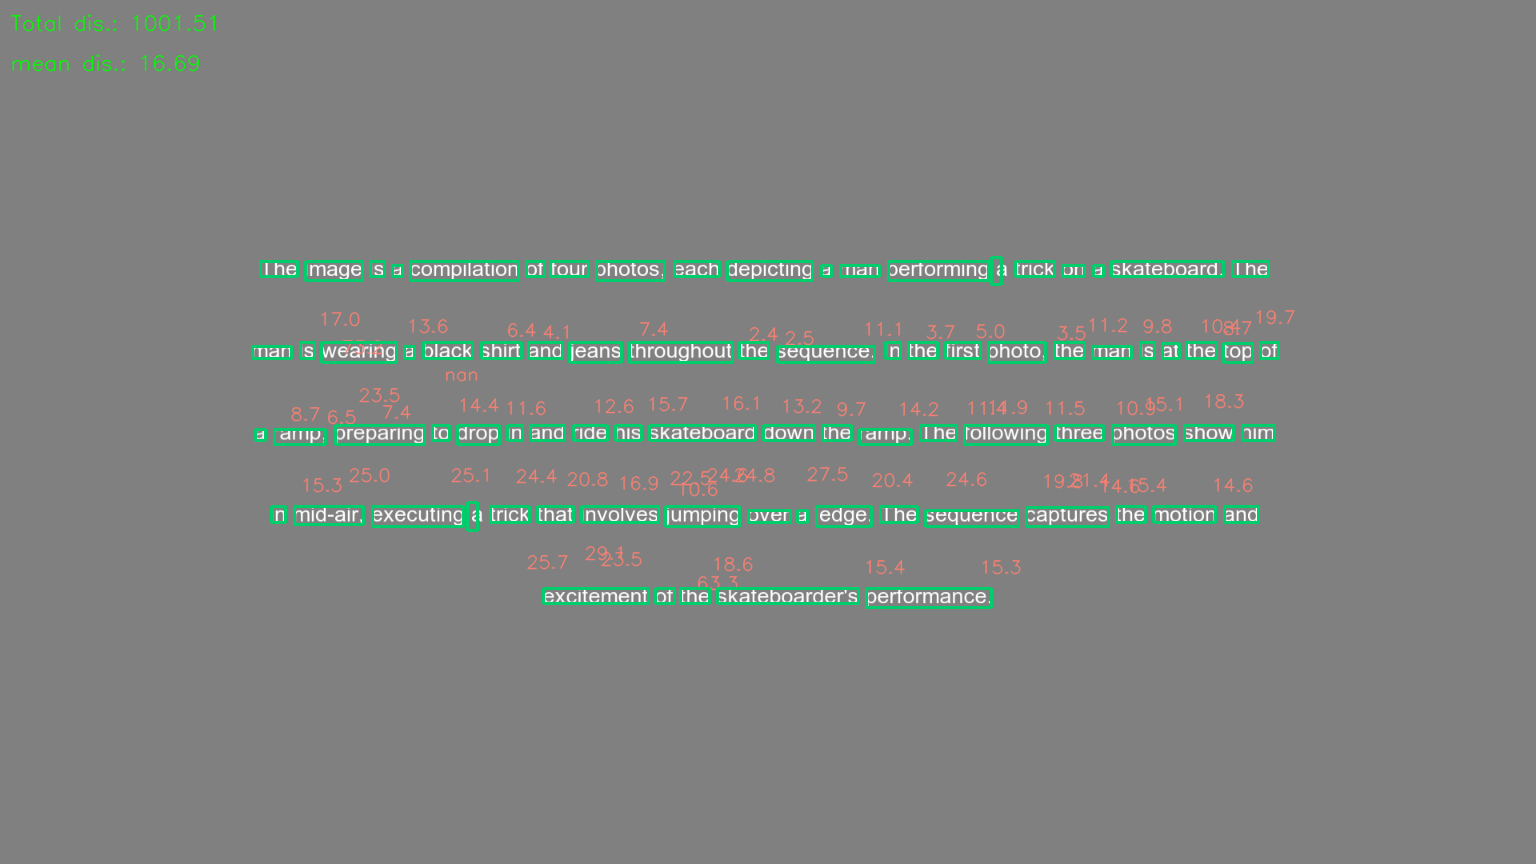 Total dis.: 1001.51
mean dis.: 16.69
The image is a compilation of four photos, each depicting a man performing a trick on a skateboard. The
17.0 13.6 6.4 4.1 7.4 2.4 2.5 11.1 3.7 5.0 3.5 11.2 9.8 8.7 19.7
man is wearing a black shirt and jeans throughout the sequence. In the first photo, the man is at the top of
nan
8.7 6.5 23.5 7.4 14.4 11.6 12.6 15.7 16.1 13.2 9.7 14.2 11.5 10.9 15.1 18.3
a ramp, preparing to drop in and ride his skateboard down the ramp. The following three photos show him
15.3 25.0 25.1 24.4 20.8 16.9 22.5 10.6 24.8 27.5 20.4 24.6 19.8 21.4 14.6 15.4 14.6
in mid-air, executing a trick that involves jumping over a edge. The sequence captures the motion and
25.7 29.1 23.5 18.6 63.3 15.4 15.3
excitement of the skateboarder's performance.